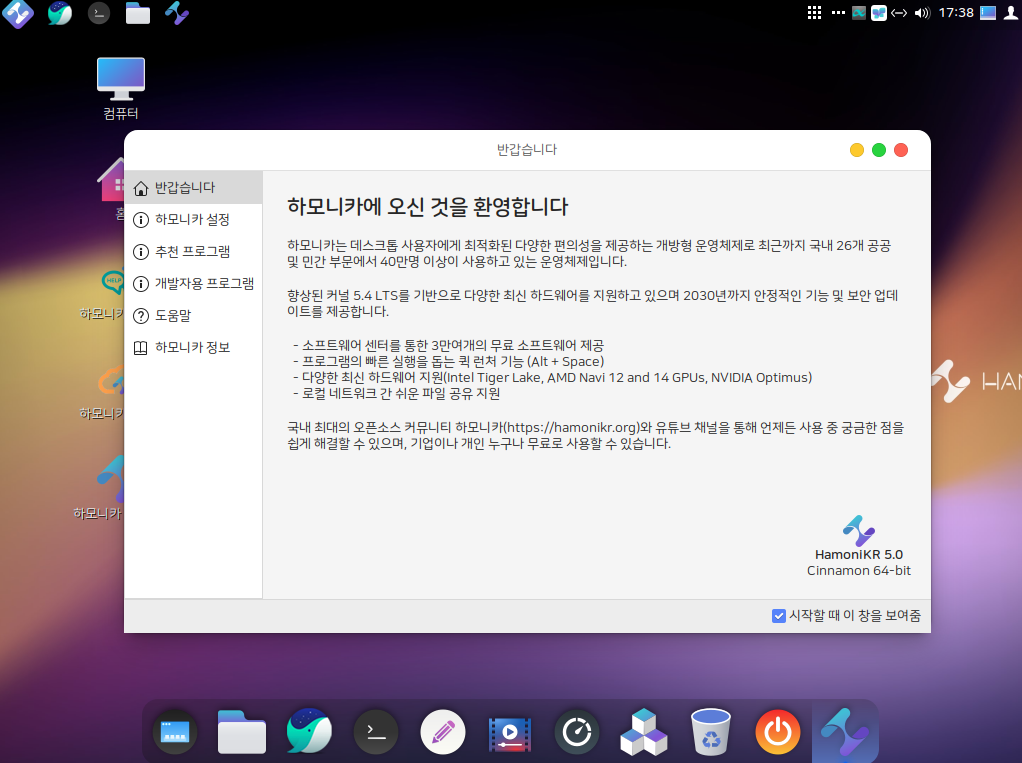 17:38
컴퓨터
반갑습니다
반갑습니다
하모니카 설정
추천 프로그램
개발자용 프로그램
도움말
하모니카 정보
하모니카에 오신 것을 환영합니다
하모니카는 데스크톱 사용자에게 최적화된 다양한 편의성을 제공하는 개방형 운영체제로 최근까지 국내 26개 공공
및 민간 부문에서 40만명 이상이 사용하고 있는 운영체제입니다.
향상된 커널 5.4 LTS를 기반으로 다양한 최신 하드웨어를 지원하고 있으며 2030년까지 안정적인 기능 및 보안 업데
이트를 제공합니다.
- 소프트웨어 센터를 통한 3만여개의 무료 소프트웨어 제공
- 프로그램의 빠른 실행을 돕는 퀵 런처 기능 (Alt + Space)
- 다양한 최신 하드웨어 지원(Intel Tiger Lake, AMD Navi 12 and 14 GPUs, NVIDIA Optimus)
- 로컬 네트워크 간 쉬운 파일 공유 지원
국내 최대의 오픈소스 커뮤니티 하모니카(https://hamonikr.org)와 유튜브 채널을 통해 언제든 사용 중 궁금한 점을
쉽게 해결할 수 있으며, 기업이나 개인 누구나 무료로 사용할 수 있습니다.
HamoniKR 5.0
Cinnamon 64-bit
시작할 때 이 창을 보여줌
홈
HELP
하모니카
하모니카
하모니카